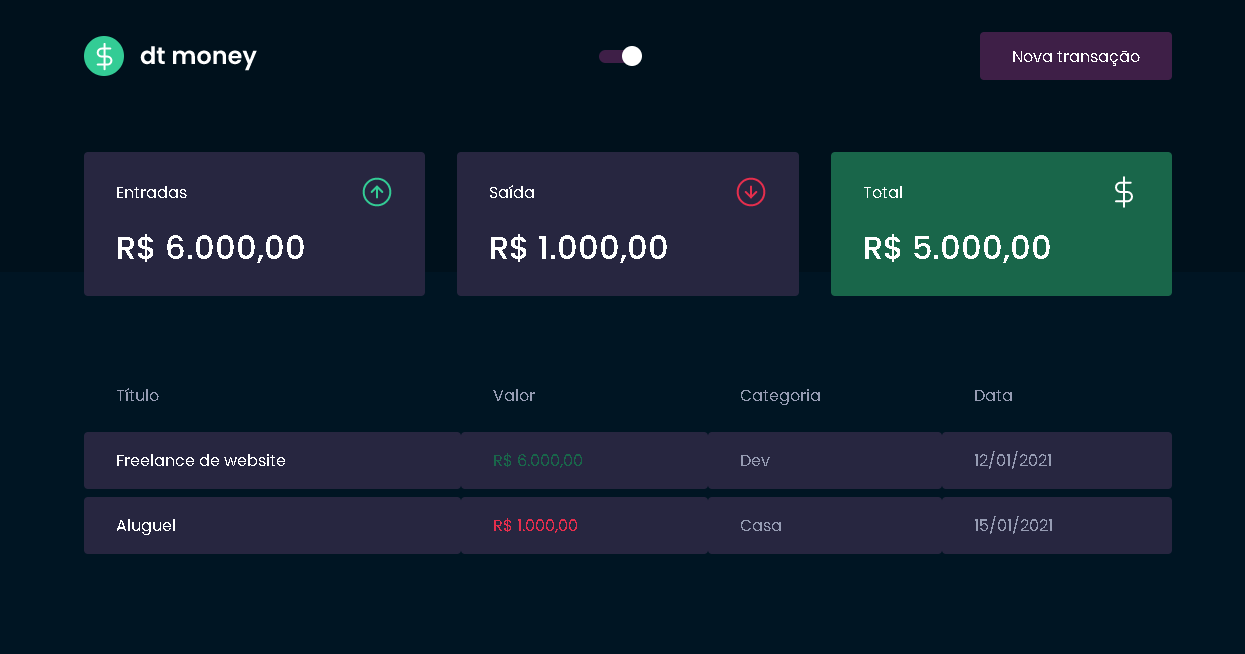 $ dt money
Nova transação
Entradas
R$ 6.000,00
Saída
R$ 1.000,00
Total
$
R$ 5.000,00
Título Valor Categoria Data
Freelance de website R$ 6.000,00 Dev 12/01/2021
Aluguel R$ 1.000,00 Casa 15/01/2021